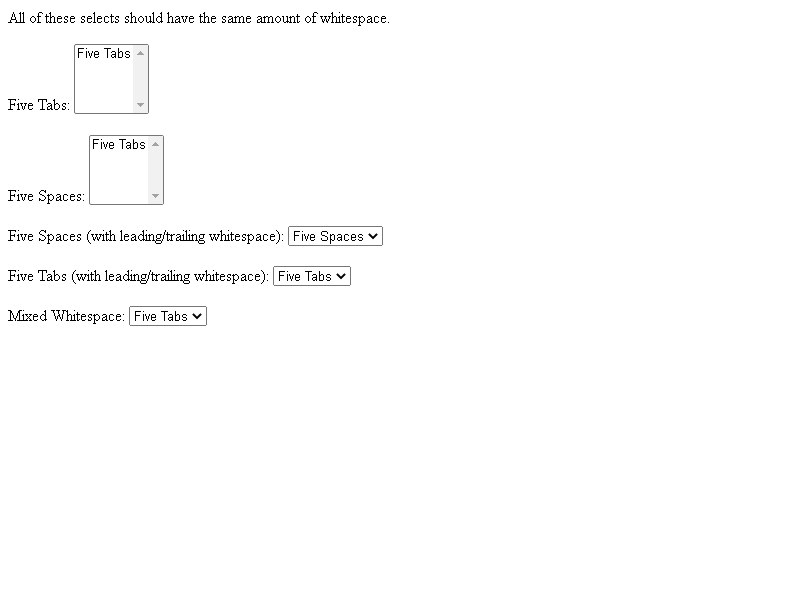 All of these selects should have the same amount of whitespace.
Five Tabs
Five Tabs:
Five Tabs
Five Spaces:
Five Spaces (with leading/trailing whitespace): Five Spaces
Five Tabs (with leading/trailing whitespace): Five Tabs
Mixed Whitespace: Five Tabs